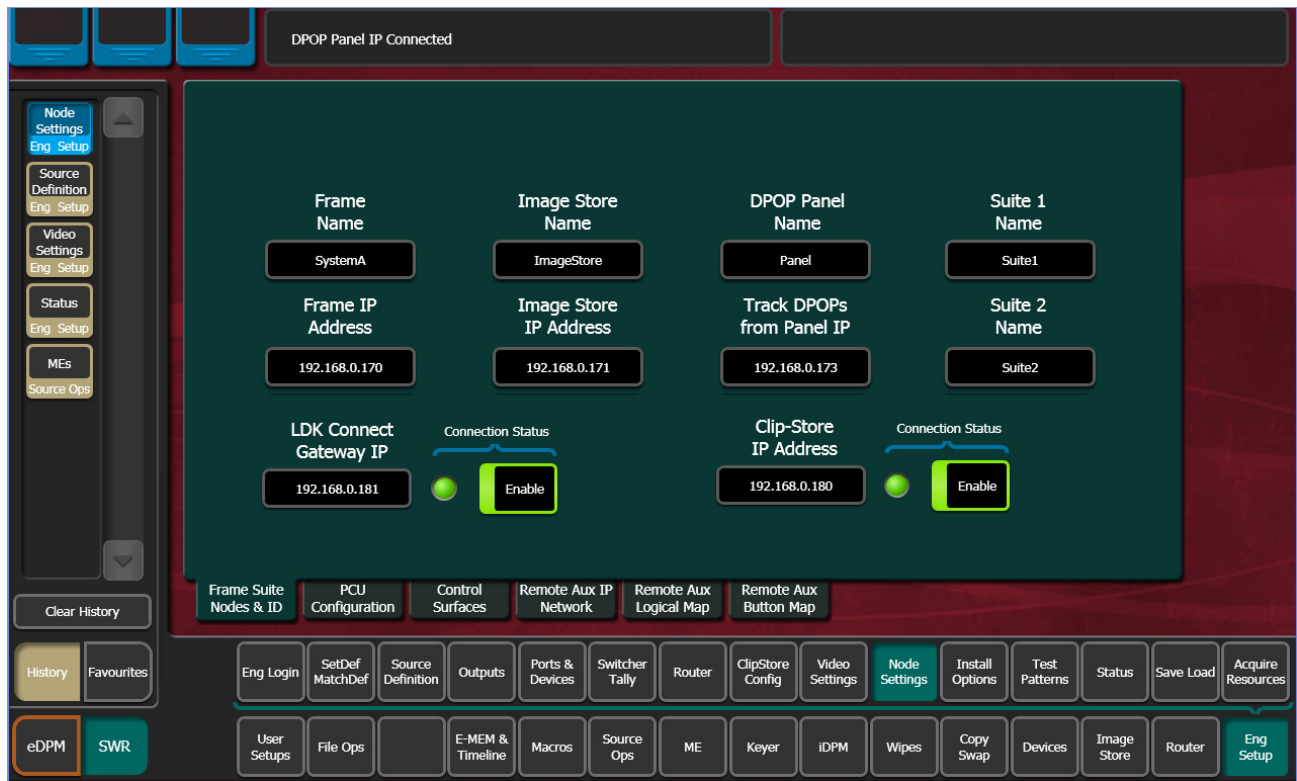 DPOP Panel IP Connected
Node
Settings
Eng Setup
Source
Definition
Eng Setup
Video
Settings
Eng Setup
Status
Eng Setup
MEs
Source Ops
Clear History
History
Favourites
eDPM
SWR
Frame
Name
SystemA
Image Store
Name
ImageStore
DPOP Panel
Name
Panel
Suite 1
Name
Suite1
Frame IP
Address
192.168.0.170
Image Store
IP Address
192.168.0.171
Track DPOPs
from Panel IP
192.168.0.173
Suite 2
Name
Suite2
LDK Connect
Gateway IP
192.168.0.181
Connection Status
Enable
Clip-Store
IP Address
192.168.0.180
Connection Status
Enable
Frame Suite
Nodes & ID
PCU
Configuration
Control
Surfaces
Remote Aux IP
Network
Remote Aux
Logical Map
Remote Aux
Button Map
Eng Login
SetDef
MatchDef
Source
Definition
Outputs
Ports &
Devices
Switcher
Tally
Router
ClipStore
Config
Video
Settings
Node
Settings
Install
Options
Test
Patterns
Status
Save Load
Acquire
Resources
User
Setups
File Ops
E-MEM &
Timeline
Macros
Source
Ops
ME
Keyer
iDPM
Wipes
Copy
Swap
Devices
Image
Store
Router
Eng
Setup